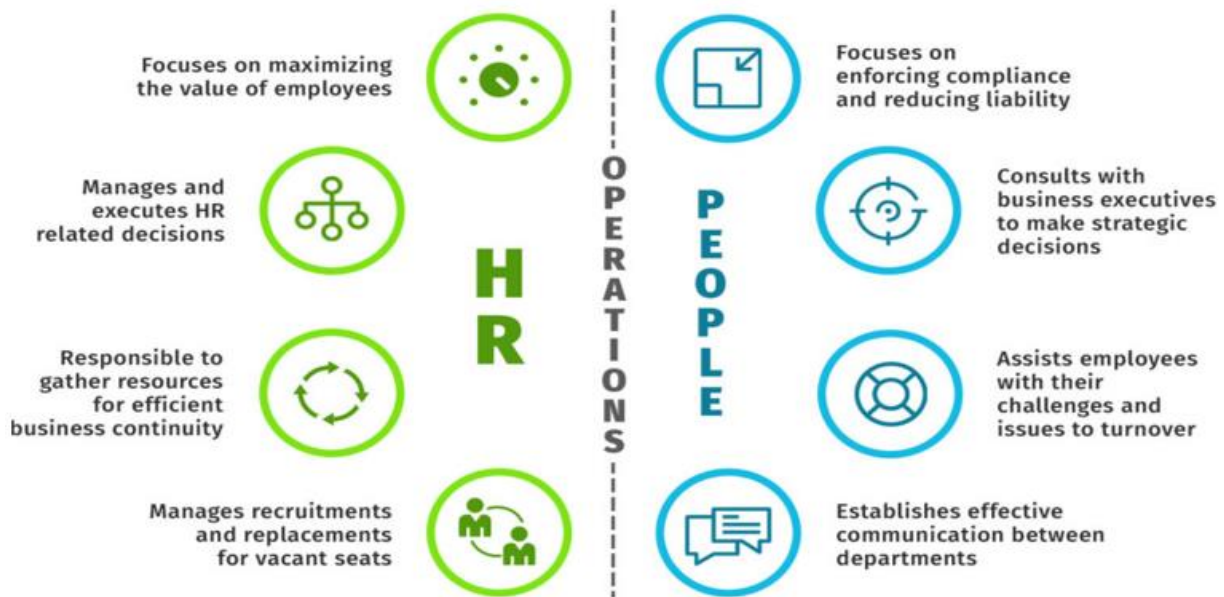 Focuses on maximizing
the value of employees
Manages and
executes HR
related decisions
Responsible to
gather resources
for efficient
business continuity
Manages recruitments
and replacements
for vacant seats
HR
OPERATIONS
PEOPLE
Focuses on
enforcing compliance
and reducing liability
Consults with
business executives
to make strategic
decisions
Assists employees
with their
challenges and
issues to turnover
Establishes effective
communication between
departments